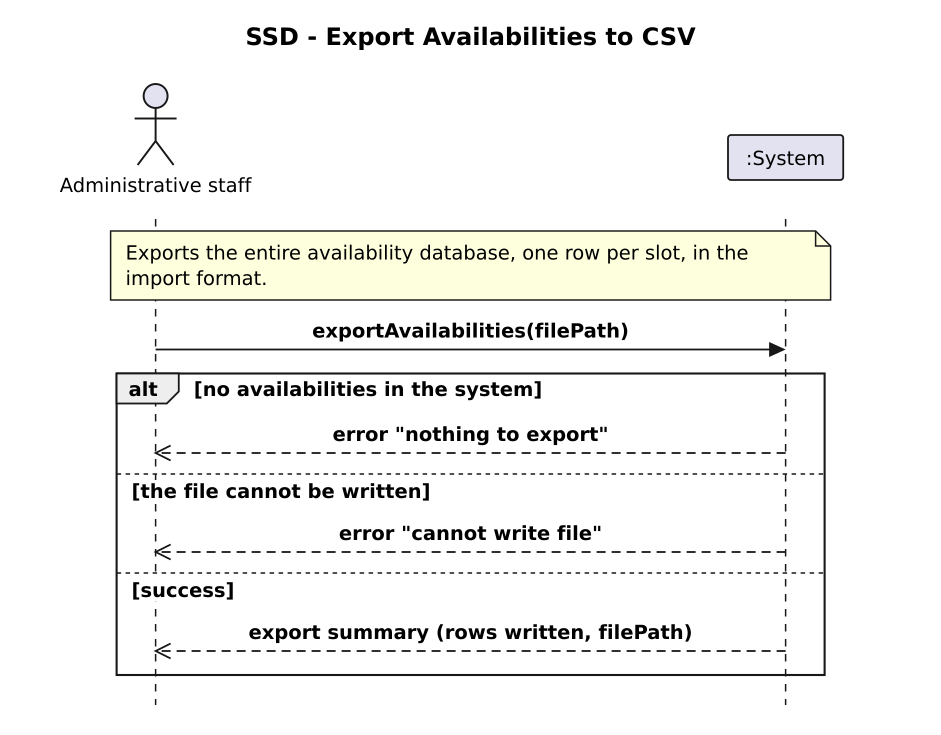 SSD - Export Availabilities to CSV
Administrative staff
:System
Exports the entire availability database, one row per slot, in the
import format.
exportAvailabilities(filePath)
alt [no availabilities in the system]
error "nothing to export"
[the file cannot be written]
error "cannot write file"
[success]
export summary (rows written, filePath)